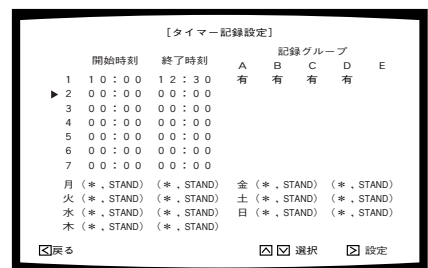 [タイマー記録設定]
記録グループ
開始時刻 終了時刻 A B C D E
1 10:00 12:30 有 有 有 有
▶ 2 00:00 00:00
3 00:00 00:00
4 00:00 00:00
5 00:00 00:00
6 00:00 00:00
7 00:00 00:00
月 (*, STAND) (*, STAND) 金 (*, STAND) (*, STAND)
火 (*, STAND) (*, STAND) 土 (*, STAND) (*, STAND)
水 (*, STAND) (*, STAND) 日 (*, STAND) (*, STAND)
木 (*, STAND) (*, STAND)
戻る 選択 設定